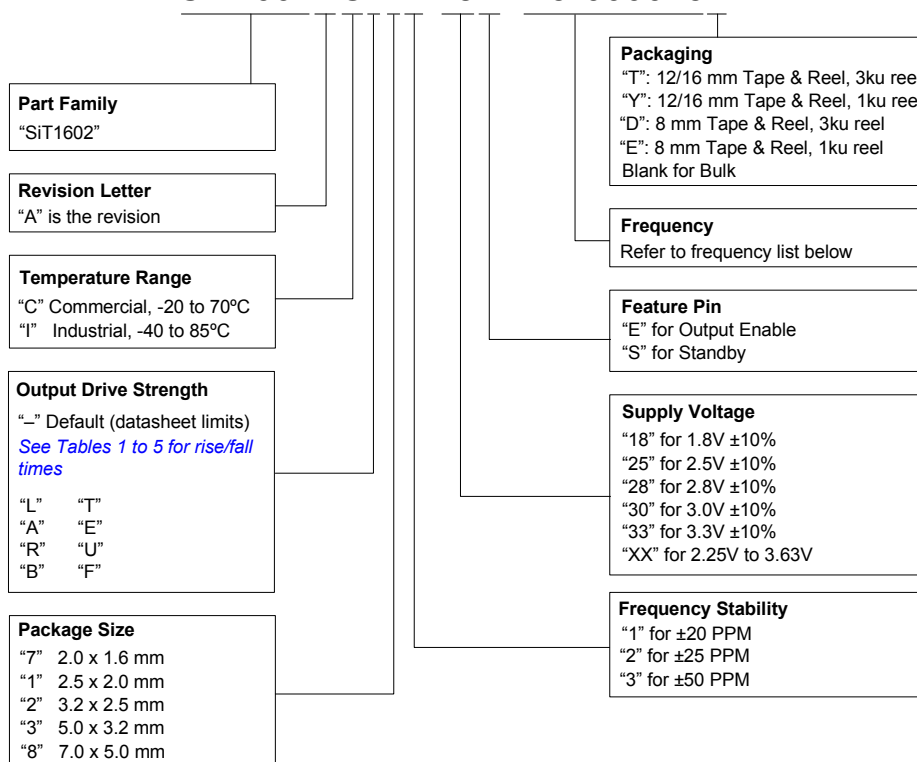 Part Family
“SiT1602”
Revision Letter
“A” is the revision
Temperature Range
“C” Commercial, -20 to 70ºC
“I” Industrial, -40 to 85ºC
Output Drive Strength
“–” Default (datasheet limits)
See Tables 1 to 5 for rise/fall
times
“L” “T”
“A” “E”
“R” “U”
“B” “F”
Package Size
“7” 2.0 x 1.6 mm
“1” 2.5 x 2.0 mm
“2” 3.2 x 2.5 mm
“3” 5.0 x 3.2 mm
“8” 7.0 x 5.0 mm
Packaging
“T”: 12/16 mm Tape & Reel, 3ku ree
“Y”: 12/16 mm Tape & Reel, 1ku ree
“D”: 8 mm Tape & Reel, 3ku reel
“E”: 8 mm Tape & Reel, 1ku reel
Blank for Bulk
Frequency
Refer to frequency list below
Feature Pin
“E” for Output Enable
“S” for Standby
Supply Voltage
“18” for 1.8V ±10%
“25” for 2.5V ±10%
“28” for 2.8V ±10%
“30” for 3.0V ±10%
“33” for 3.3V ±10%
“XX” for 2.25V to 3.63V
Frequency Stability
“1” for ±20 PPM
“2” for ±25 PPM
“3” for ±50 PPM